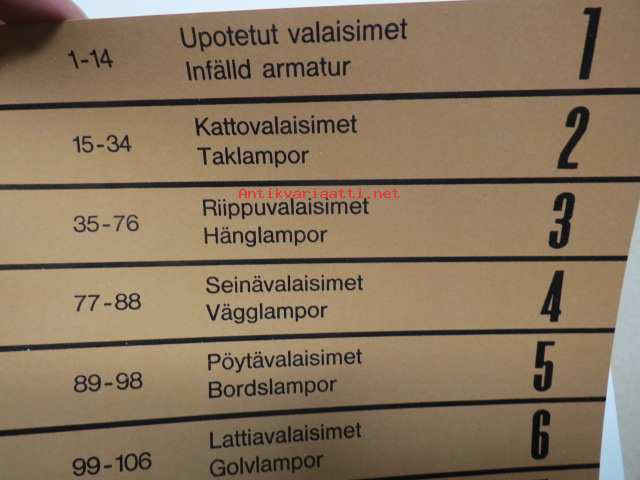 1-14 Upotetut valaisimet 1
Infälld armatur
15-34 Kattovalaisimet 2
Taklampor
Antikvariaatti.net
35-76 Riippuvalaisimet 3
Hänglampor
77-88 Seinävalaisimet 4
Vägglampor
89-98 Pöytävalaisimet 5
Bordslampor
99-106 Lattiavalaisimet 6
Golvlampor